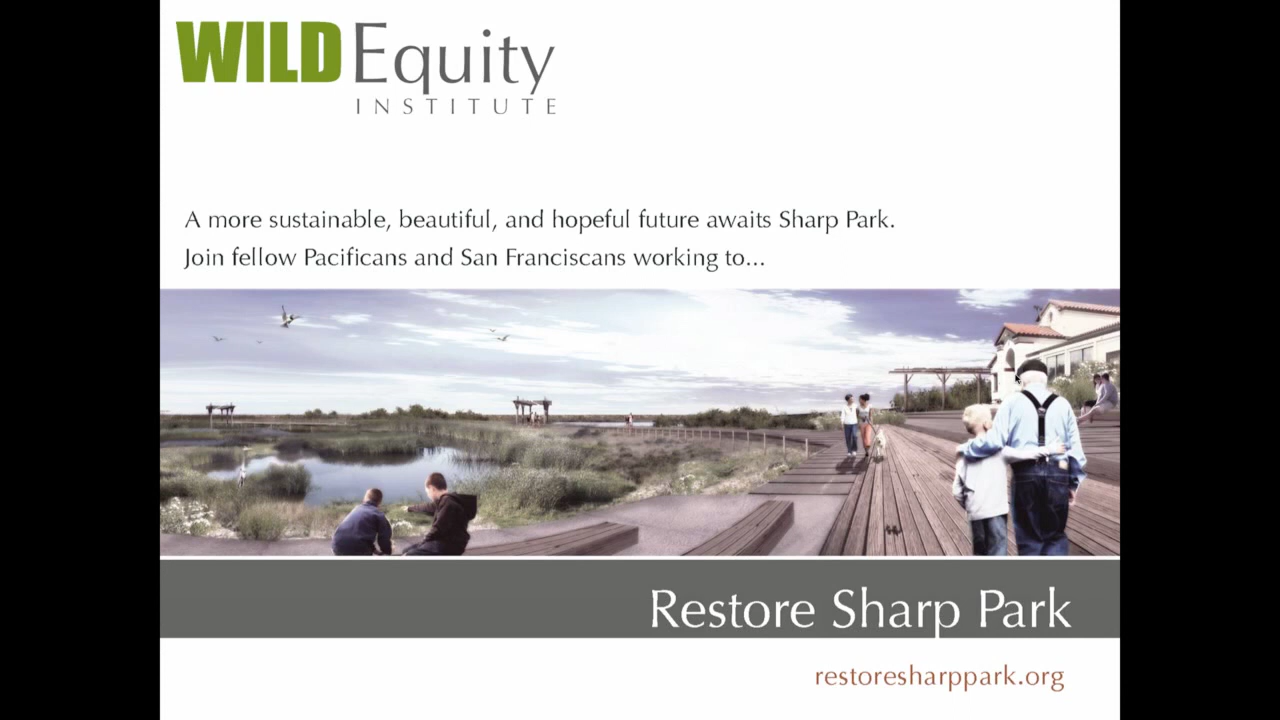 WILD Equity
INSTITUTE
A more sustainable, beautiful, and hopeful future awaits Sharp Park.
Join fellow Pacificans and San Franciscans working to...
Restore Sharp Park
restoresharppark.org